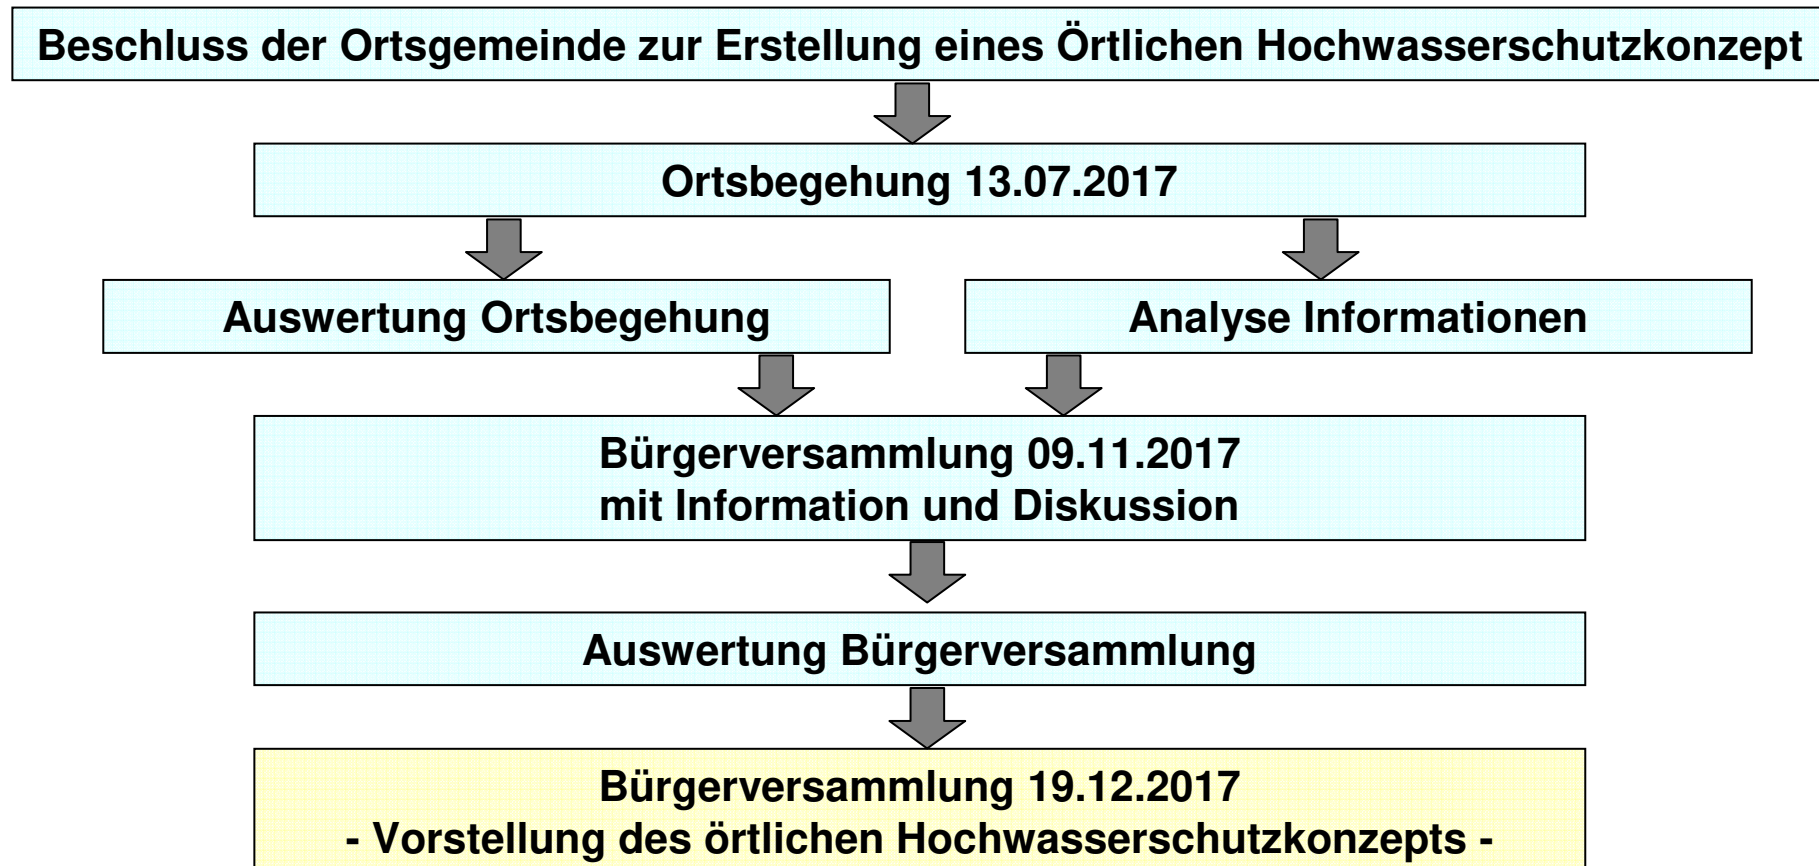 Beschluss der Ortsgemeinde zur Erstellung eines Örtlichen Hochwasserschutzkonzept
Ortsbegehung 13.07.2017
Auswertung Ortsbegehung
Analyse Informationen
Bürgerversammlung 09.11.2017
mit Information und Diskussion
Auswertung Bürgerversammlung
Bürgerversammlung 19.12.2017
- Vorstellung des örtlichen Hochwasserschutzkonzepts -